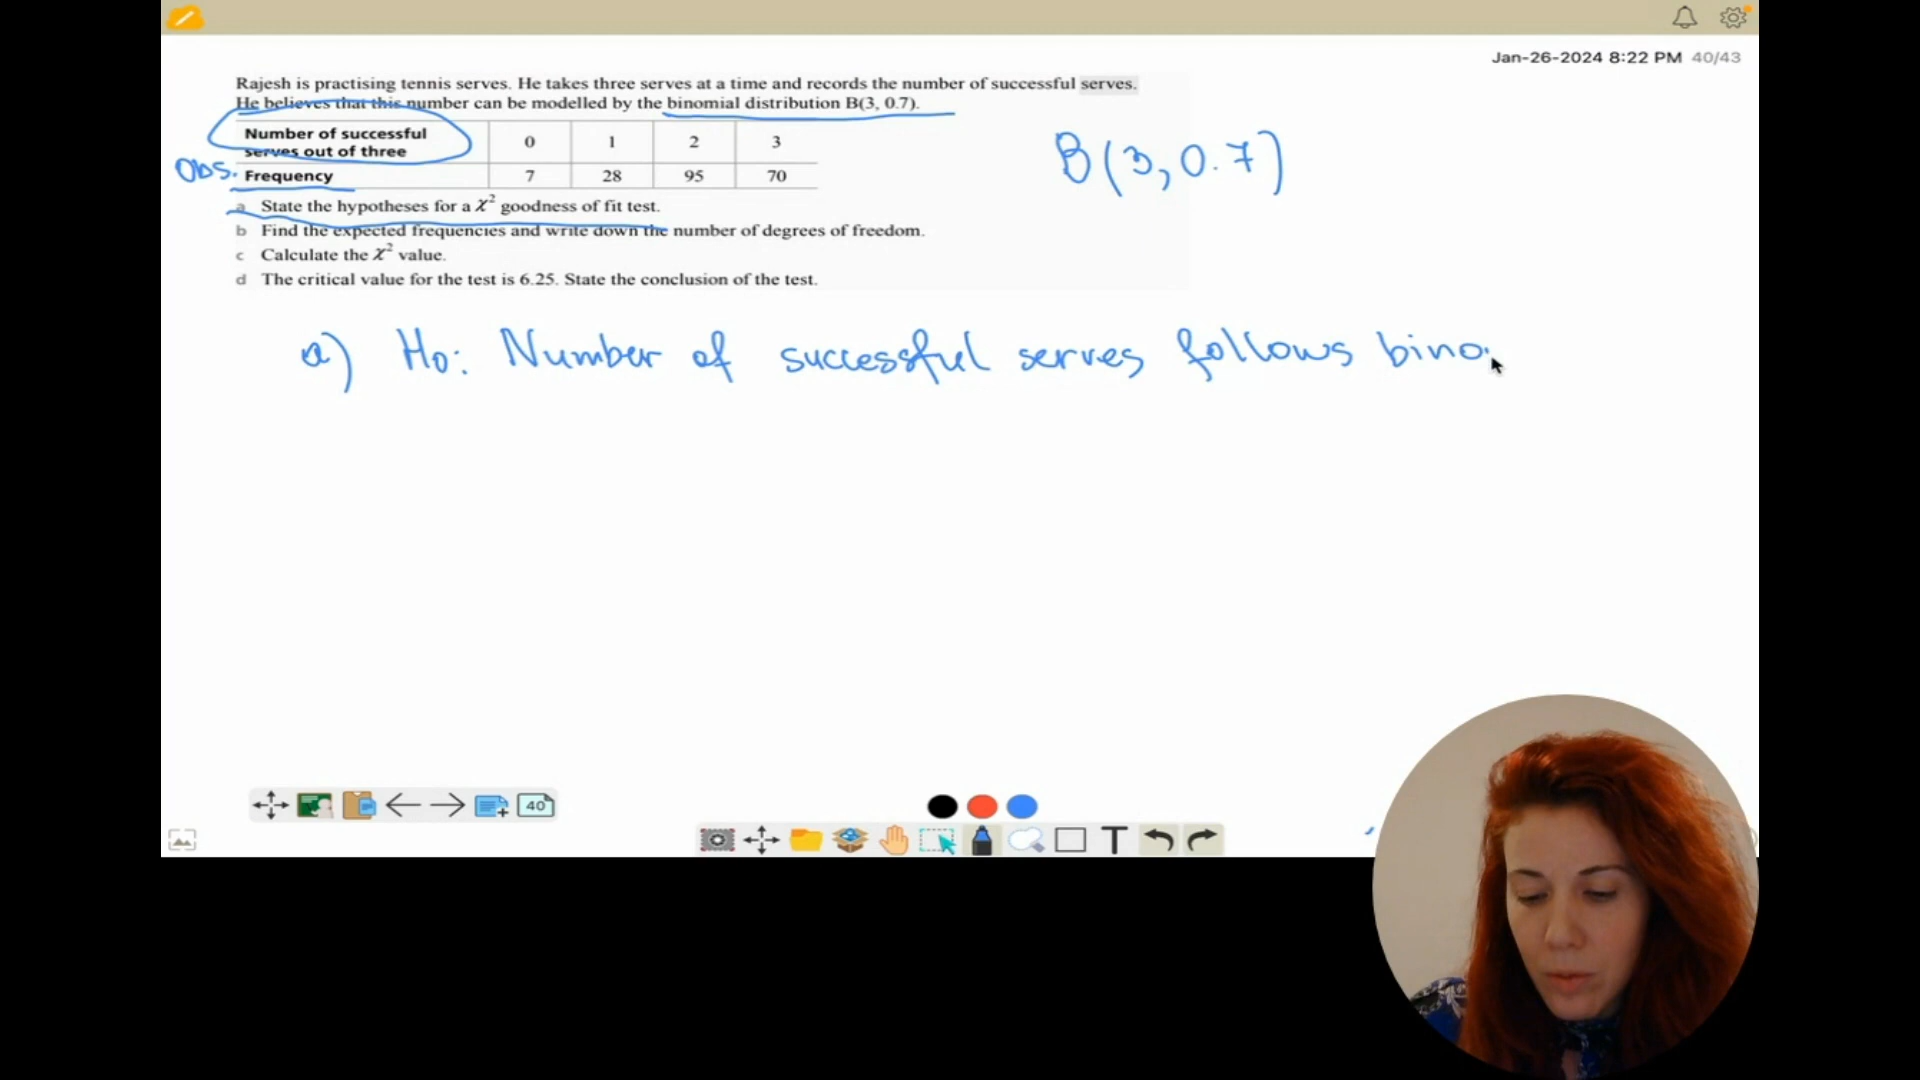 Jan-26-2024 8:22 PM 40/43
Rajesh is practising tennis serves. He takes three serves at a time and records the number of successful serves.
He believes that this number can be modelled by the binomial distribution B(3, 0.7).
Number of successful serves out of three 0 1 2 3
Obs. Frequency 7 28 95 70
B(3, 0.7)
a State the hypotheses for a χ² goodness of fit test.
b Find the expected frequencies and write down the number of degrees of freedom.
c Calculate the χ² value.
d The critical value for the test is 6.25. State the conclusion of the test.
a) H₀: Number of successful serves follows bino
40
T